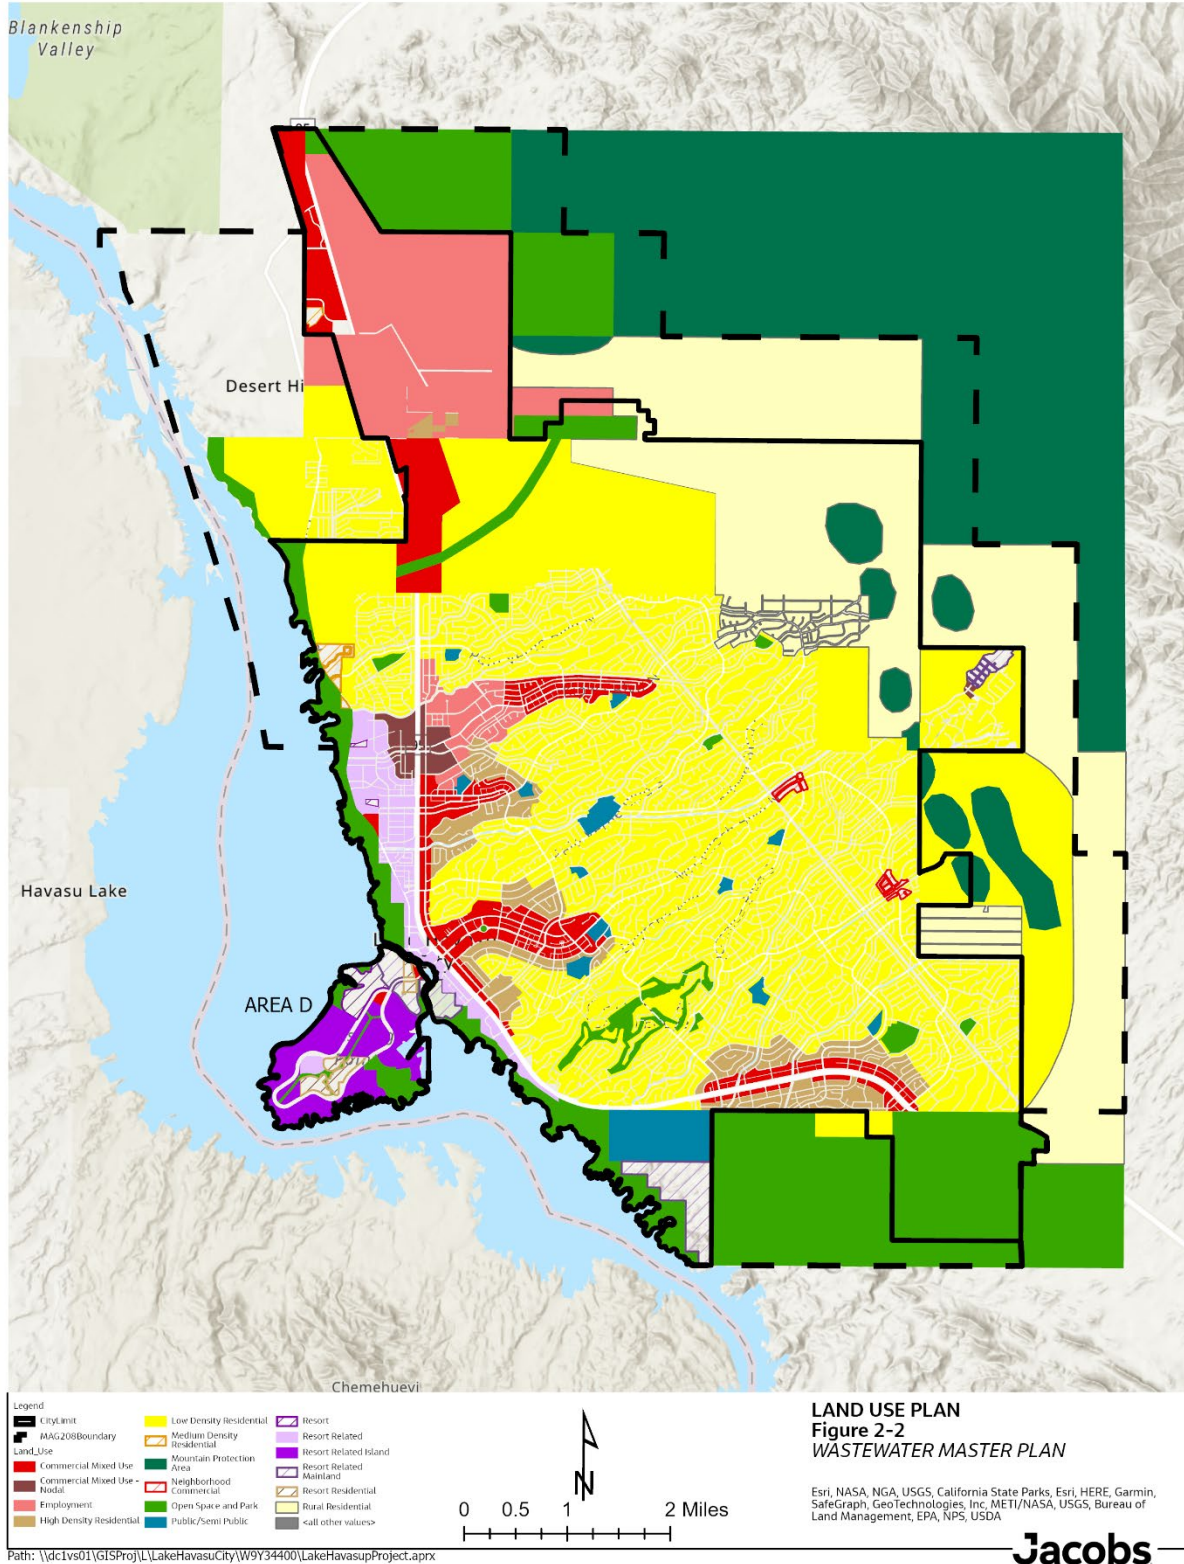 Blankenship
Valley
95
Desert Hi
Havasu Lake
AREA D
Chemehuevi
Legend
CityLimit
MAG208Boundary
Land_Use
Commercial Mixed Use
Commercial Mixed Use -
Nodal
Employment
High Density Residential
Low Density Residential
Medium Density
Residential
Mountain Protection
Area
Neighborhood
Commercial
Open Space and Park
Public/Semi Public
Resort
Resort Related
Resort Related Island
Resort Related
Mainland
Resort Residential
Rural Residential
<all other values>
N
0 0.5 1 2 Miles
LAND USE PLAN
Figure 2-2
WASTEWATER MASTER PLAN
Esri, NASA, NGA, USGS, California State Parks, Esri, HERE, Garmin,
SafeGraph, GeoTechnologies, Inc, METI/NASA, USGS, Bureau of
Land Management, EPA, NPS, USDA
Jacobs
Path: \\dc1vs01\GISProj\L\LakeHavasuCity\W9Y34400\LakeHavasupProject.aprx